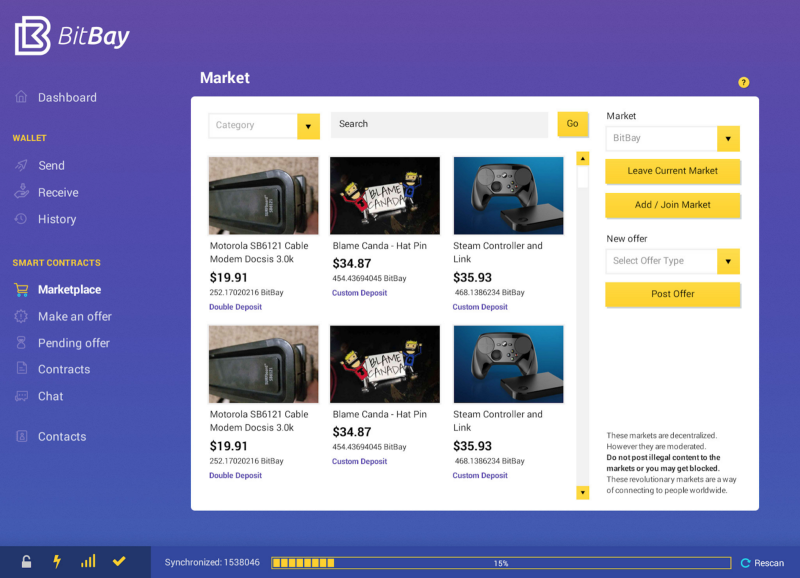 BitBay
Market
?
Dashboard
WALLET
Send
Receive
History
SMART CONTRACTS
Marketplace
Make an offer
Pending offer
Contracts
Chat
Contacts
Category
Search
Go
Motorola SB6121 Cable
Modem Docsis 3.0k
$19.91
252.17020216 BitBay
Double Deposit
BLAME
CANADA
Blame Canda - Hat Pin
$34.87
454.43694045 BitBay
Custom Deposit
Steam Controller and
Link
$35.93
468.1386234 BitBay
Custom Deposit
Motorola SB6121 Cable
Modem Docsis 3.0k
$19.91
252.17020216 BitBay
Double Deposit
BLAME
CANADA
Blame Canda - Hat Pin
$34.87
454.43694045 BitBay
Custom Deposit
Steam Controller and
Link
$35.93
468.1386234 BitBay
Custom Deposit
Market
BitBay
Leave Current Market
Add / Join Market
New offer
Select Offer Type
Post Offer
These markets are decentralized.
However they are moderated.
Do not post illegal content to the
markets or you may get blocked.
These revolutionary markets are a way
of connecting to people worldwide.
Synchronized: 1538046
15%
Rescan